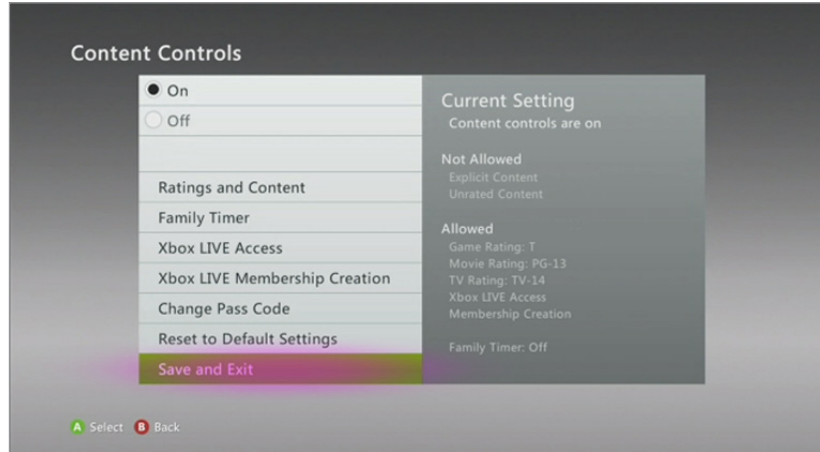 Content Controls
On
Off
Ratings and Content
Family Timer
Xbox LIVE Access
Xbox LIVE Membership Creation
Change Pass Code
Reset to Default Settings
Save and Exit
Current Setting
Content controls are on
Not Allowed
Explicit Content
Unrated Content
Allowed
Game Rating: T
Movie Rating: PG-13
TV Rating: TV-14
Xbox LIVE Access
Membership Creation
Family Timer: Off
A Select B Back